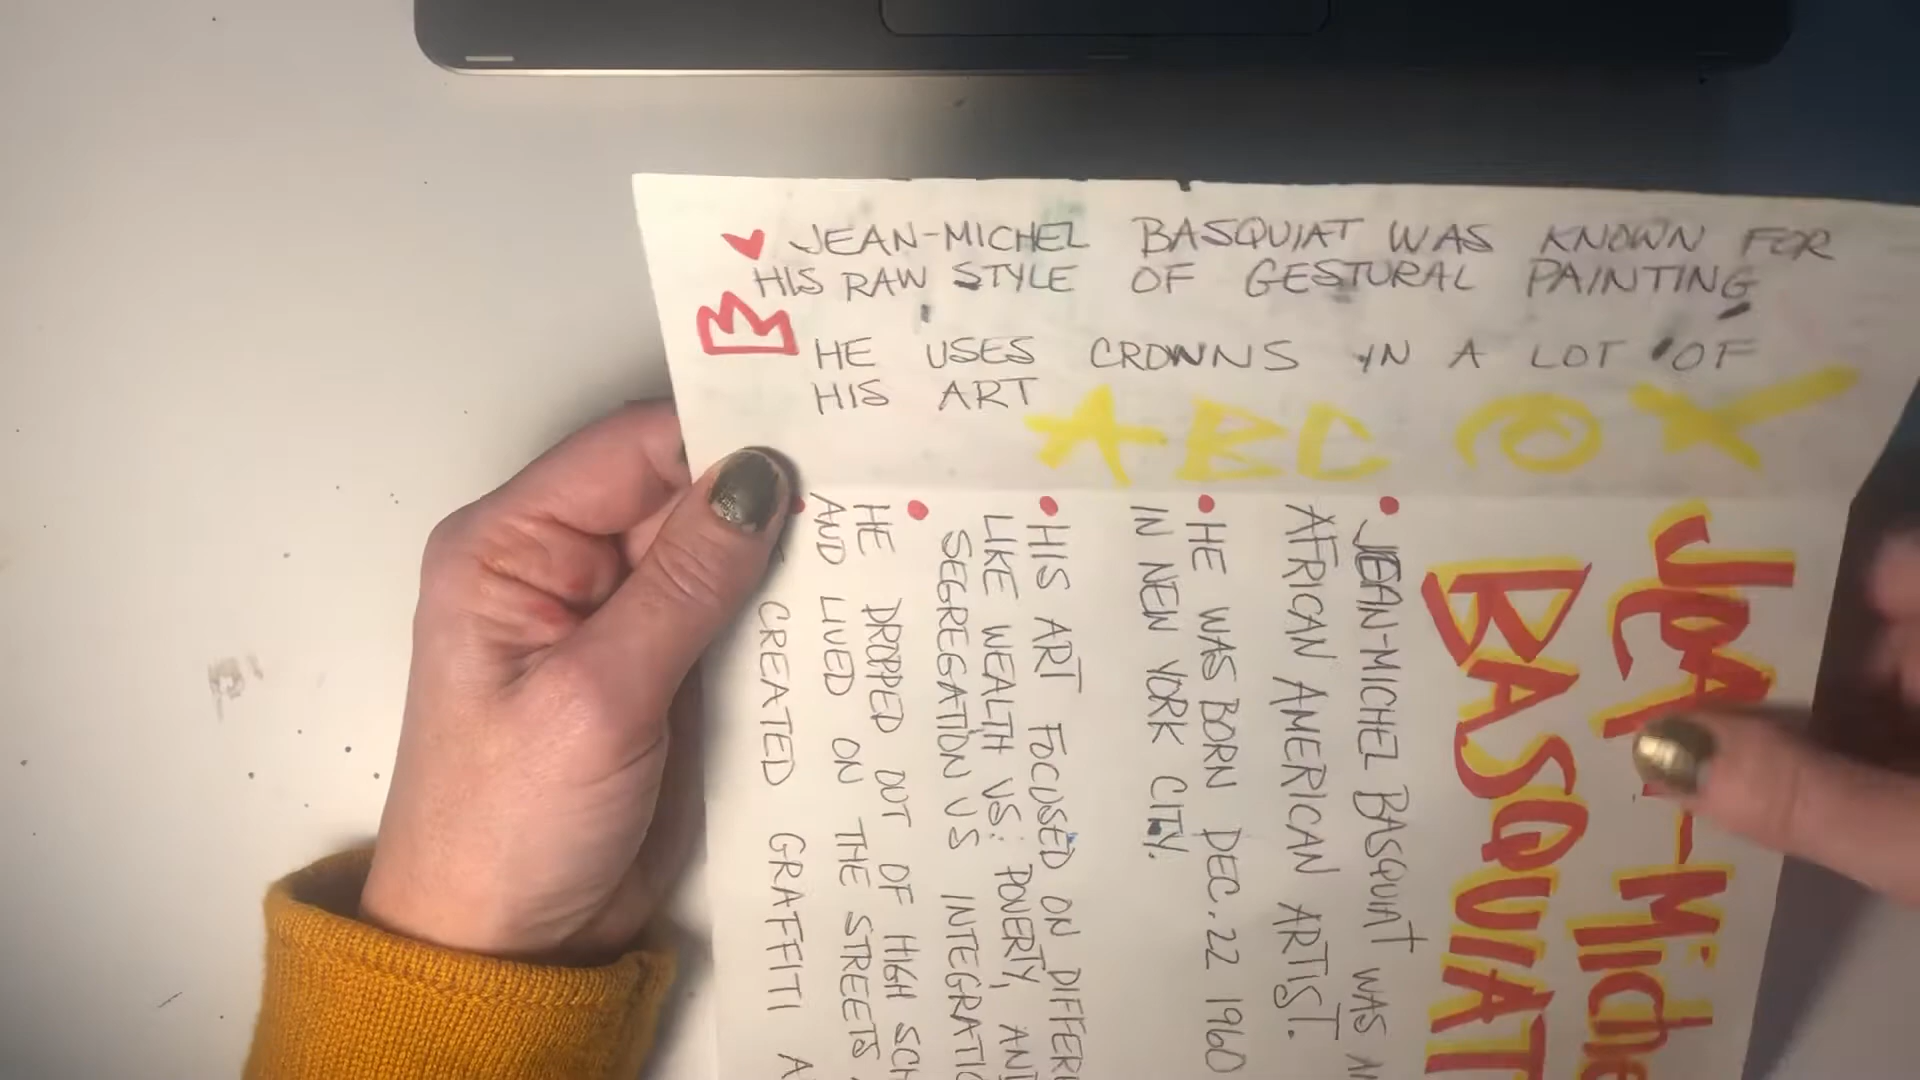 JEAN-MICHEL BASQUIAT WAS KNOWN FOR
HIS RAW STYLE OF GESTURAL PAINTING
HE USES CROWNS IN A LOT OF
HIS ART
ABC
JEAN-Miche
BASQUIAT
JEAN-MICHEL BASQUIAT WAS
AFRICAN AMERICAN ARTIST.
HE WAS BORN DEC. 22 1960
IN NEW YORK CITY.
HIS ART FOCUSED ON
LIKE WEALTH VS: POVERTY,
SEGREGATION VS
HE DROPPED OUT OF HIGH
AND LIVED ON THE STREETS
CREATED GRAFFITI